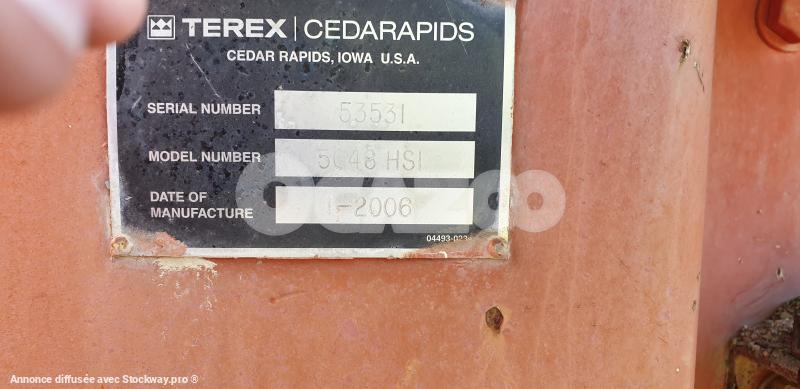 TEREX | CEDARAPIDS
CEDAR RAPIDS, IOWA U.S.A.
SERIAL NUMBER 53531
MODEL NUMBER HSI
DATE OF MANUFACTURE 1-2006
OCAZOO
Annonce diffusée avec Stockway.pro ®